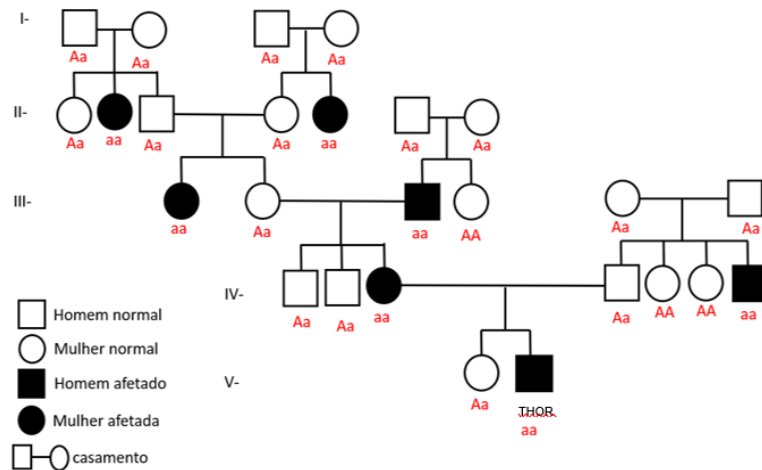 I-
Aa Aa Aa Aa
II-
Aa aa Aa Aa aa Aa Aa
III-
aa Aa aa AA Aa Aa
IV-
Aa Aa aa Aa AA AA aa
Homem normal
Mulher normal
Homem afetado
Mulher afetada
casamento
V-
Aa THOR
aa